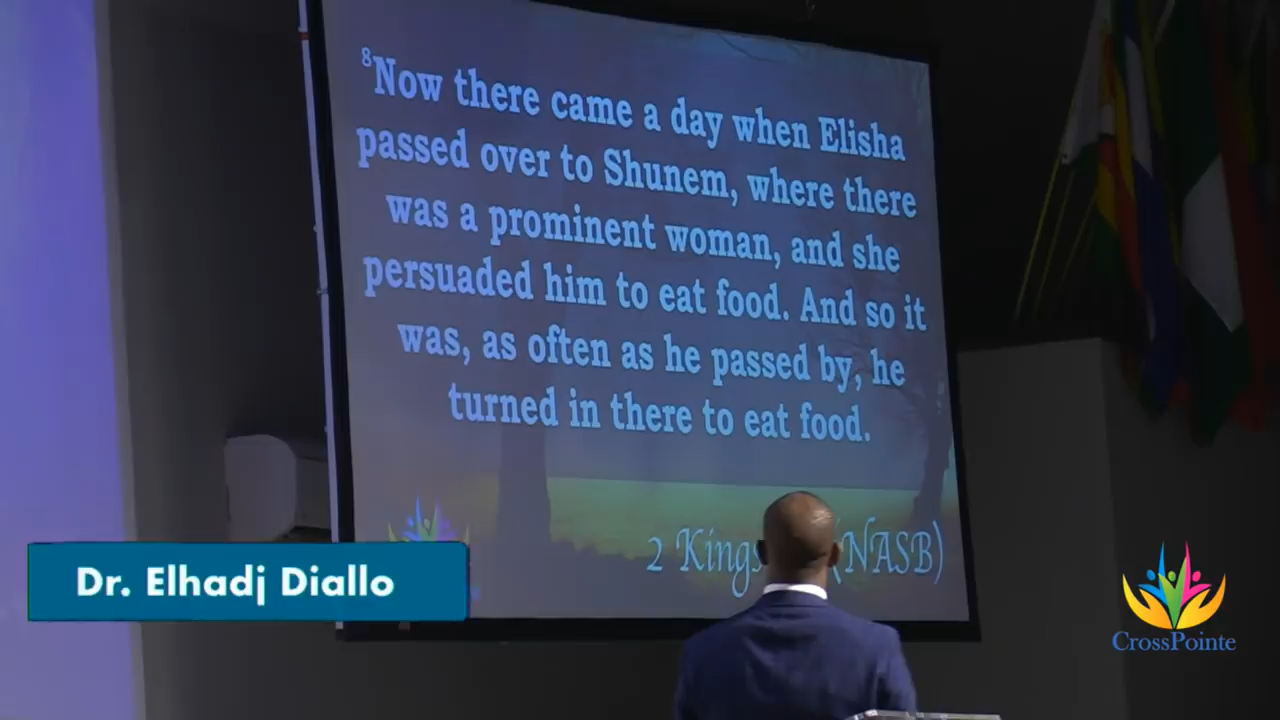 8Now there came a day when Elisha
passed over to Shunem, where there
was a prominent woman, and she
persuaded him to eat food. And so it
was, as often as he passed by, he
turned in there to eat food.
2 Kings (NASB)
Dr. Elhadj Diallo
CrossPointe